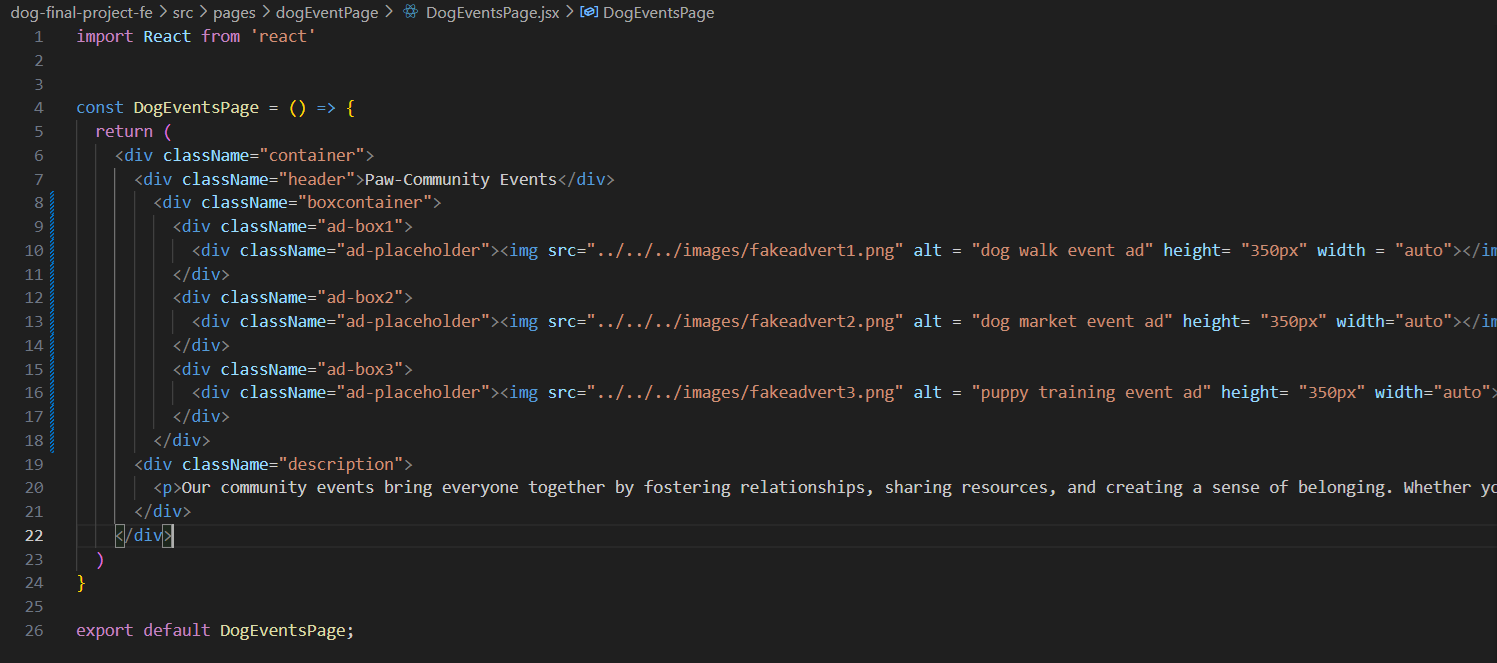 dog-final-project-fe > src > pages > dogEventPage > DogEventsPage.jsx > DogEventsPage
1 import React from 'react'
2
3
4 const DogEventsPage = () => {
5 return (
6 <div className="container">
7 <div className="header">Paw-Community Events</div>
8 <div className="boxcontainer">
9 <div className="ad-box1">
10 <div className="ad-placeholder"><img src="../../../images/fakeadvert1.png" alt = "dog walk event ad" height= "350px" width = "auto"></im
11 </div>
12 <div className="ad-box2">
13 <div className="ad-placeholder"><img src="../../../images/fakeadvert2.png" alt = "dog market event ad" height= "350px" width="auto"></im
14 </div>
15 <div className="ad-box3">
16 <div className="ad-placeholder"><img src="../../../images/fakeadvert3.png" alt = "puppy training event ad" height= "350px" width="auto">
17 </div>
18 </div>
19 <div className="description">
20 <p>Our community events bring everyone together by fostering relationships, sharing resources, and creating a sense of belonging. Whether yo
21 </div>
22 </div>
23 )
24 }
25
26 export default DogEventsPage;